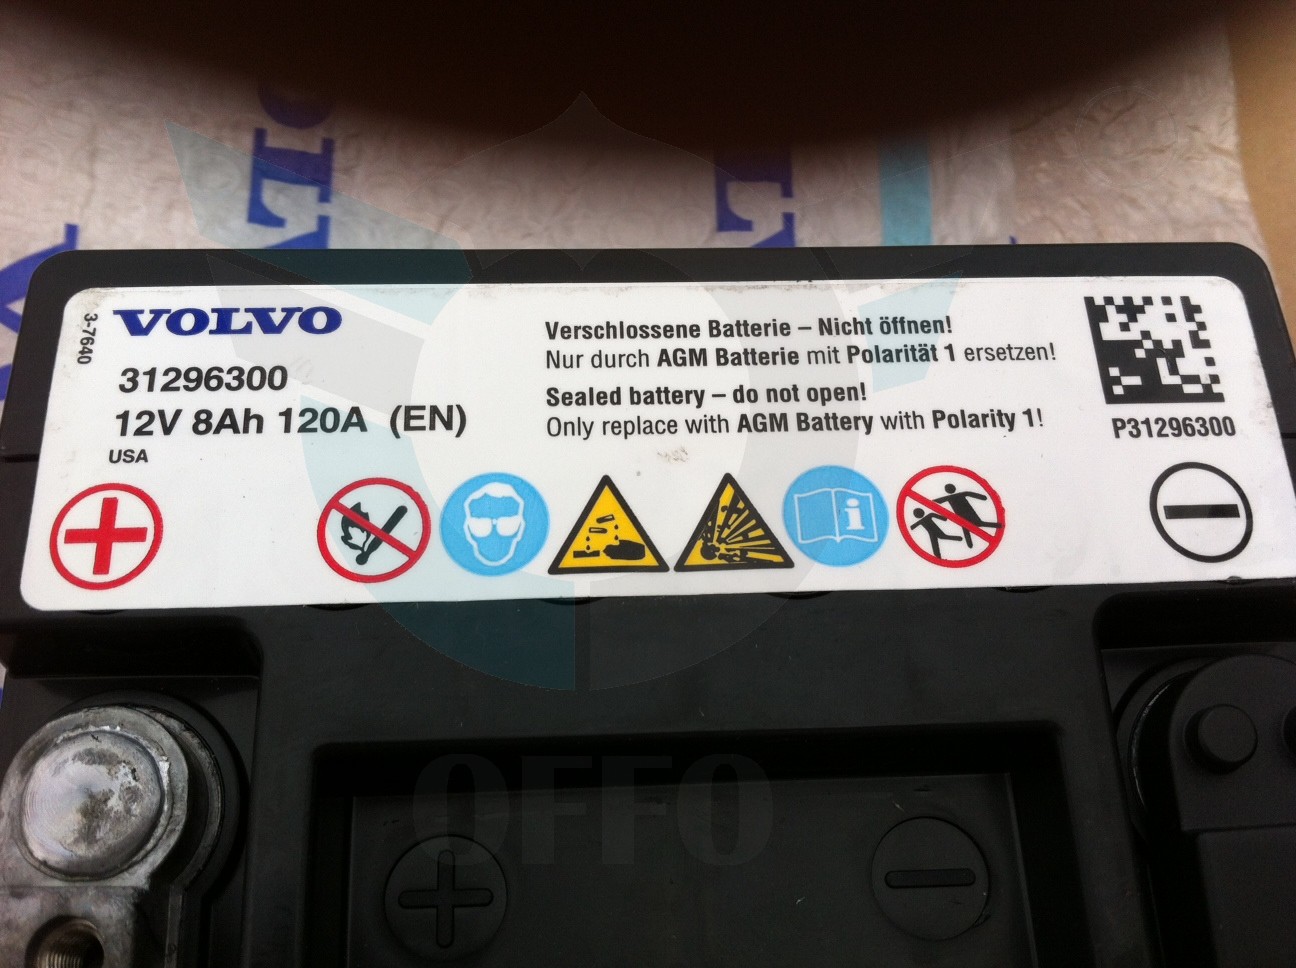 VOLVO
3-7640
31296300
12V 8Ah 120A (EN)
USA
Verschlossene Batterie – Nicht öffnen!
Nur durch AGM Batterie mit Polarität 1 ersetzen!
Sealed battery – do not open!
Only replace with AGM Battery with Polarity 1!
P31296300
OFFO